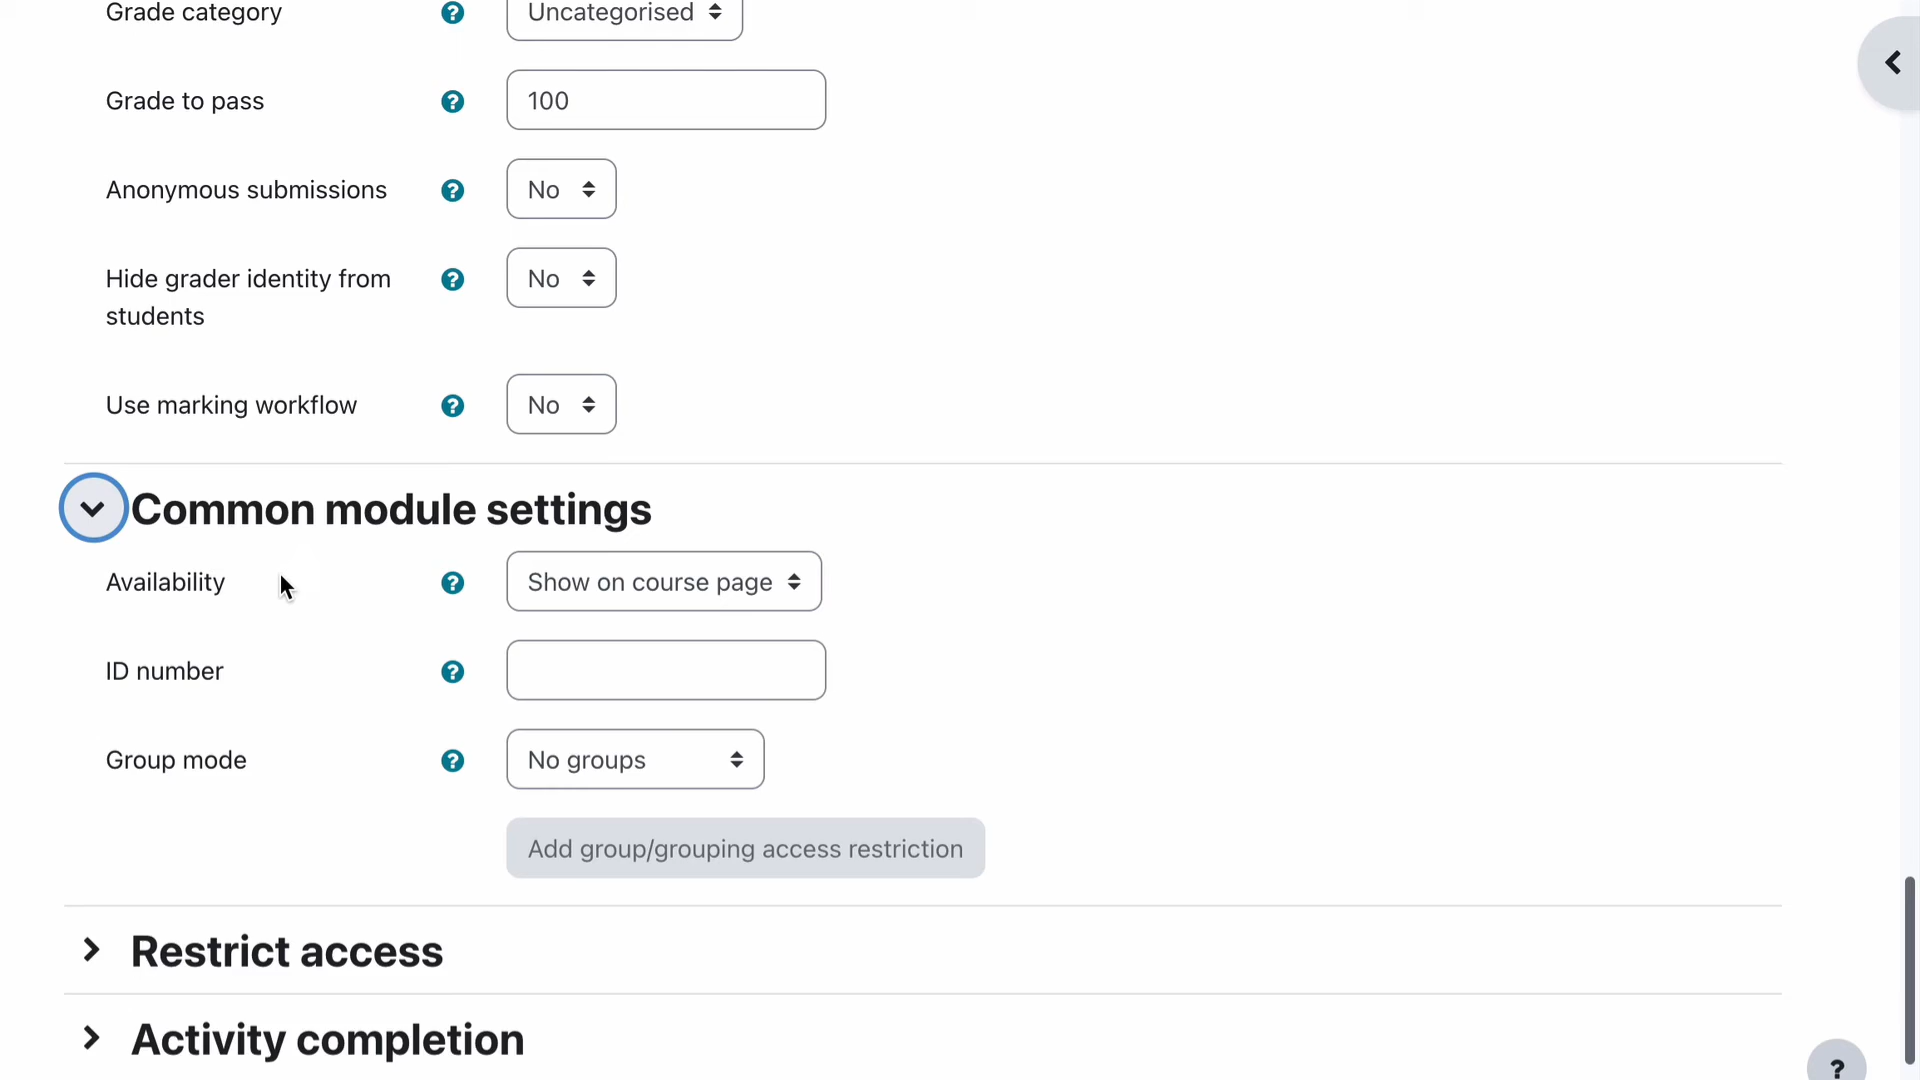 Grade category ? Uncategorised
Grade to pass ? 100
Anonymous submissions ? No
Hide grader identity from ? No
students
Use marking workflow ? No
Common module settings
Availability ? Show on course page
ID number ?
Group mode ? No groups
Add group/grouping access restriction
Restrict access
Activity completion
?